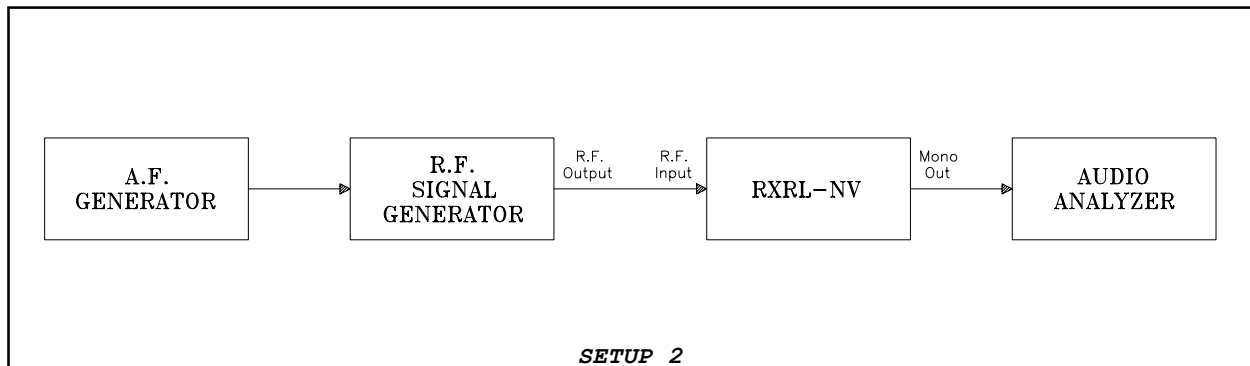 A.F.
GENERATOR
R.F.
SIGNAL
GENERATOR
R.F.
Output
R.F.
Input
RXRL-NV
Mono
Out
AUDIO
ANALYZER
SETUP 2